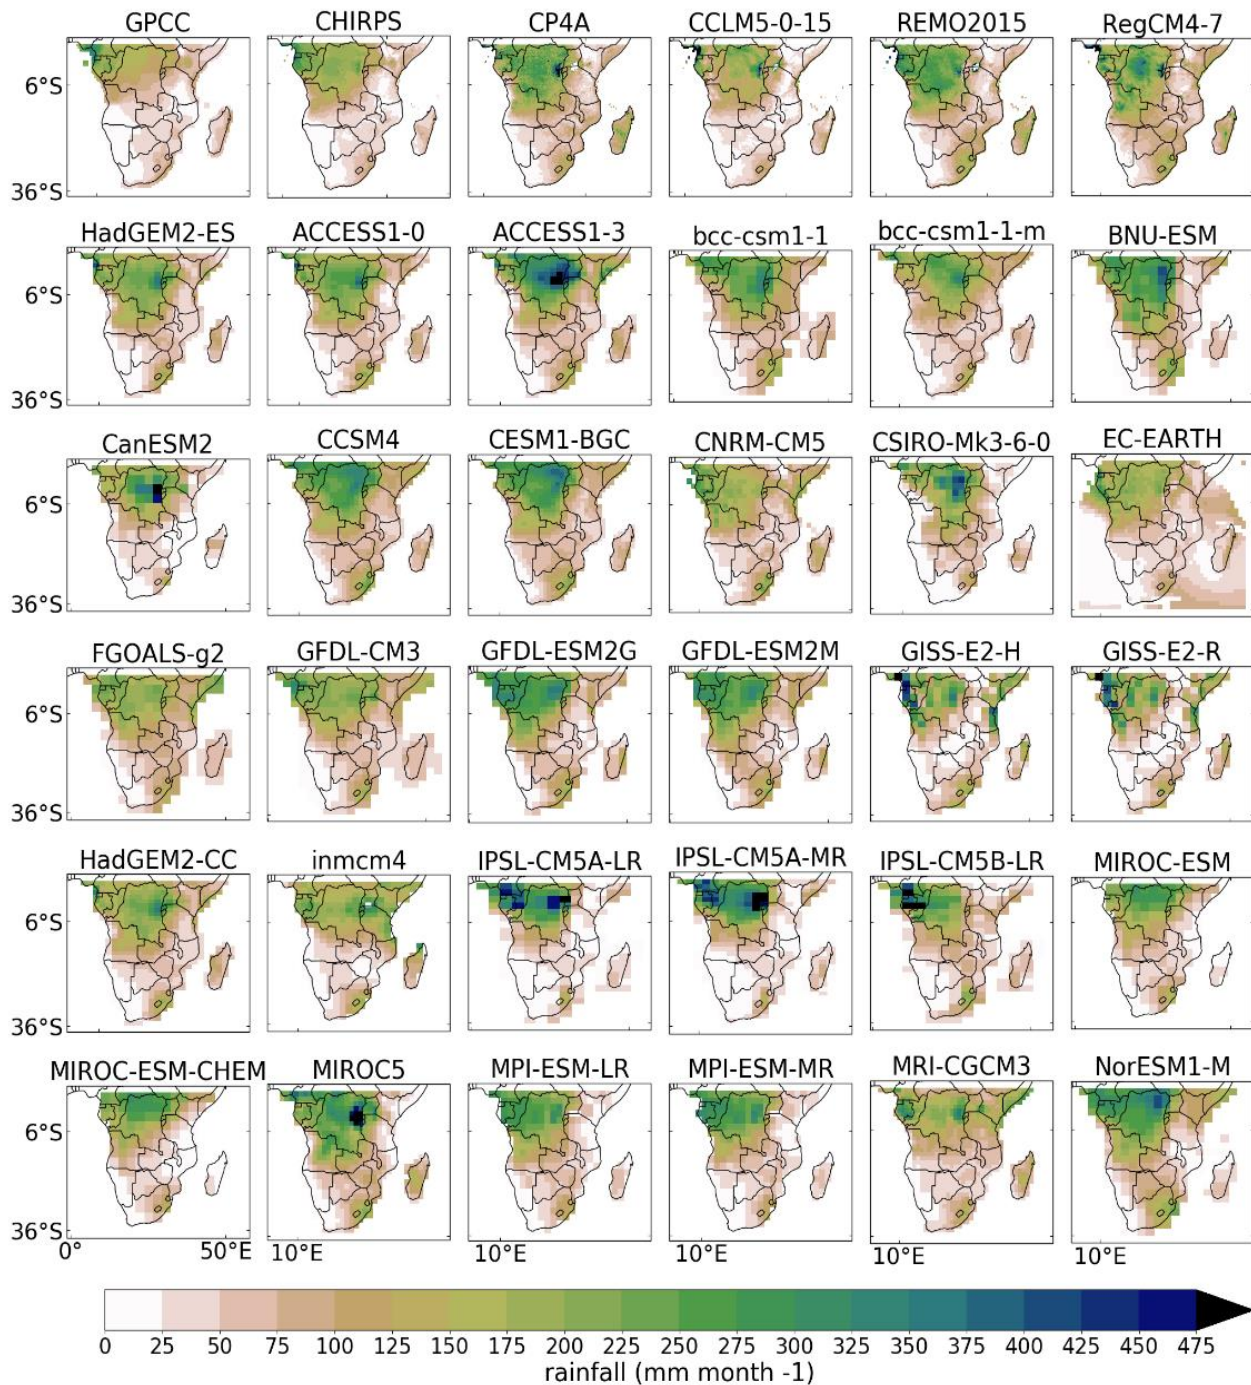 GPCC CHIRPS CP4A CCLM5-0-15 REMO2015 RegCM4-7
6°S
36°S
HadGEM2-ES ACCESS1-0 ACCESS1-3 bcc-csm1-1 bcc-csm1-1-m BNU-ESM
6°S
36°S
CanESM2 CCSM4 CESM1-BGC CNRM-CM5 CSIRO-Mk3-6-0 EC-EARTH
6°S
36°S
FGOALS-g2 GFDL-CM3 GFDL-ESM2G GFDL-ESM2M GISS-E2-H GISS-E2-R
6°S
36°S
HadGEM2-CC inmcm4 IPSL-CM5A-LR IPSL-CM5A-MR IPSL-CM5B-LR MIROC-ESM
6°S
36°S
MIROC-ESM-CHEM MIROC5 MPI-ESM-LR MPI-ESM-MR MRI-CGCM3 NorESM1-M
6°S
36°S
0° 50°E 10°E 10°E 10°E 10°E 10°E
0 25 50 75 100 125 150 175 200 225 250 275 300 325 350 375 400 425 450 475
rainfall (mm month -1)